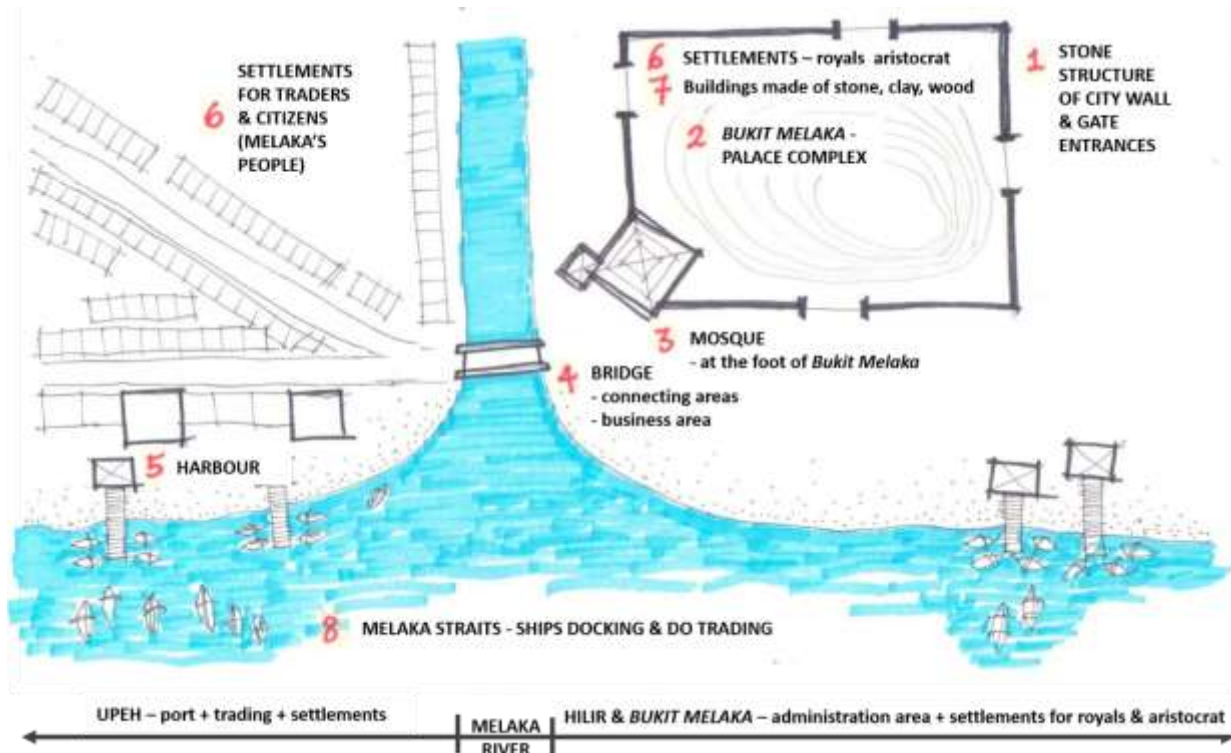 SETTLEMENTS
FOR TRADERS
6 & CITIZENS
(MELAKA'S
PEOPLE)
6 SETTLEMENTS – royals aristocrat
7 Buildings made of stone, clay, wood
2 BUKIT MELAKA -
PALACE COMPLEX
1 STONE
STRUCTURE
OF CITY WALL
& GATE
ENTRANCES
3 MOSQUE
- at the foot of Bukit Melaka
4 BRIDGE
- connecting areas
- business area
5 HARBOUR
8 MELAKA STRAITS - SHIPS DOCKING & DO TRADING
UPEH – port + trading + settlements
MELAKA
RIVER
HILIR & BUKIT MELAKA – administration area + settlements for royals & aristocrat